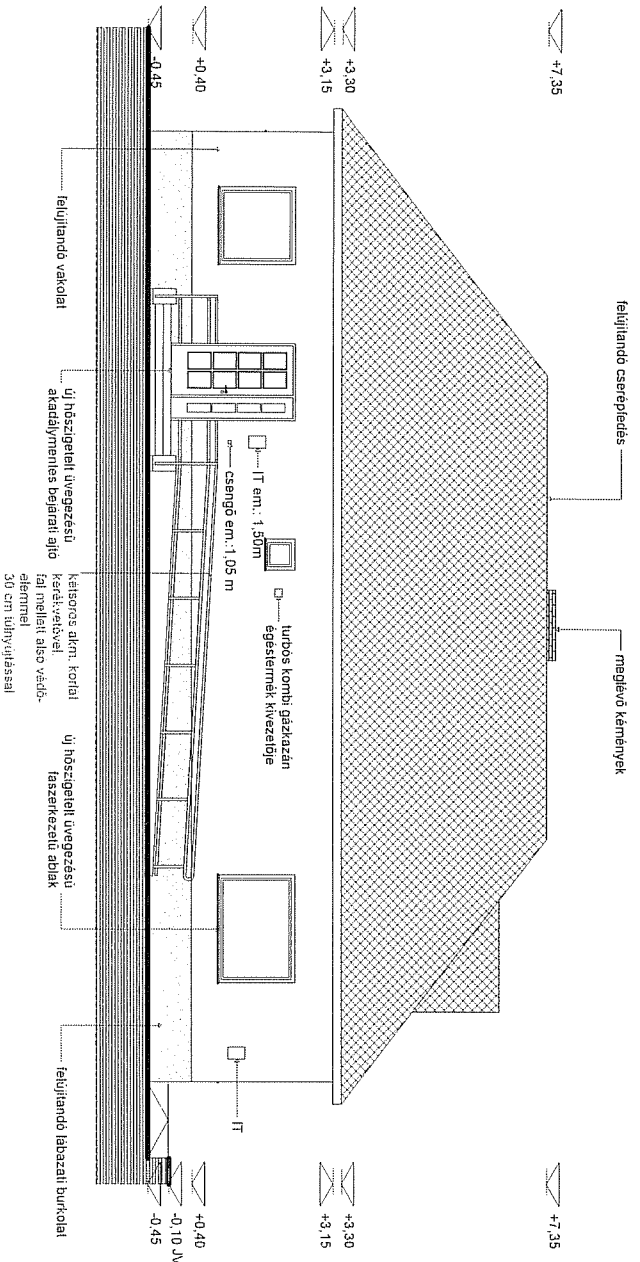 felújítandó cserépfedés
meglévő kémények
+7,35
+7,35
+3,30
+3,15
+3,30
+3,15
+0,40
-0,45
+0,40
-0,10 JV
-0,45
turbós kombi gázkazán
égéstermék kivezetője
IT em.: 1,50m
csengő em.:1,05 m
IT
felújítandó vakolat
új hőszigetelt üvegezésű
akadálymentes bejárati ajtó
kétsoros akm. korlát
kerékvetővel,
fal mellett alsó védő-
elemmel
30 cm túlnyújtással
új hőszigetelt üvegezésű
faszerkezetű ablak
felújítandó lábazati burkolat